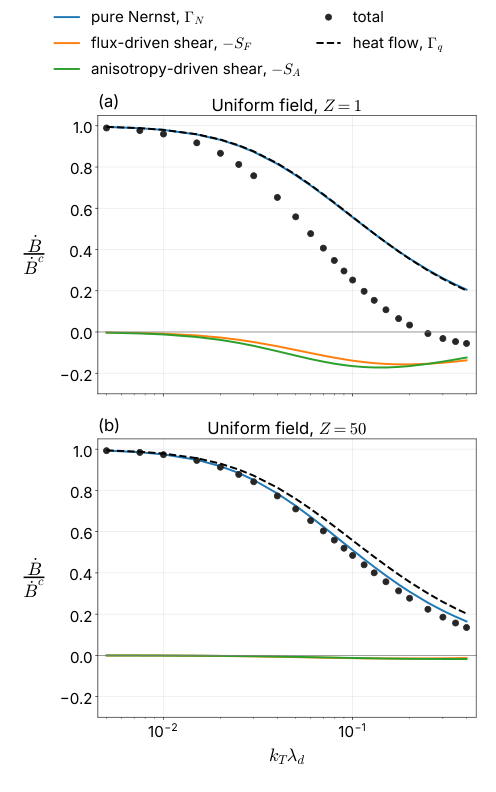 pure Nernst, Γ_N
total
flux-driven shear, −S_F
heat flow, Γ_q
anisotropy-driven shear, −S_A
(a)
Uniform field, Z = 1
1.0
0.8
0.6
0.4
0.2
0.0
−0.2
Ḃ
Ḃ^c
(b)
Uniform field, Z = 50
1.0
0.8
0.6
0.4
0.2
0.0
−0.2
Ḃ
Ḃ^c
10^−2
10^−1
k_T λ_d